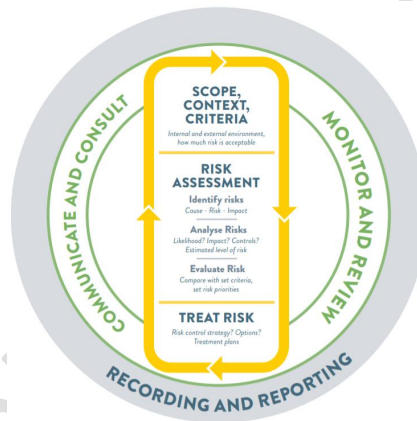 SCOPE,
CONTEXT,
CRITERIA
Internal and external environment,
how much risk is acceptable
RISK
ASSESSMENT
Identify risks
Cause - Risk - Impact
Analyse Risks
Likelihood? Impact? Controls?
Estimated level of risk
Evaluate Risk
Compare with set criteria,
set risk priorities
TREAT RISK
Risk control strategy? Options?
Treatment plans
COMMUNICATE AND CONSULT
MONITOR AND REVIEW
RECORDING AND REPORTING